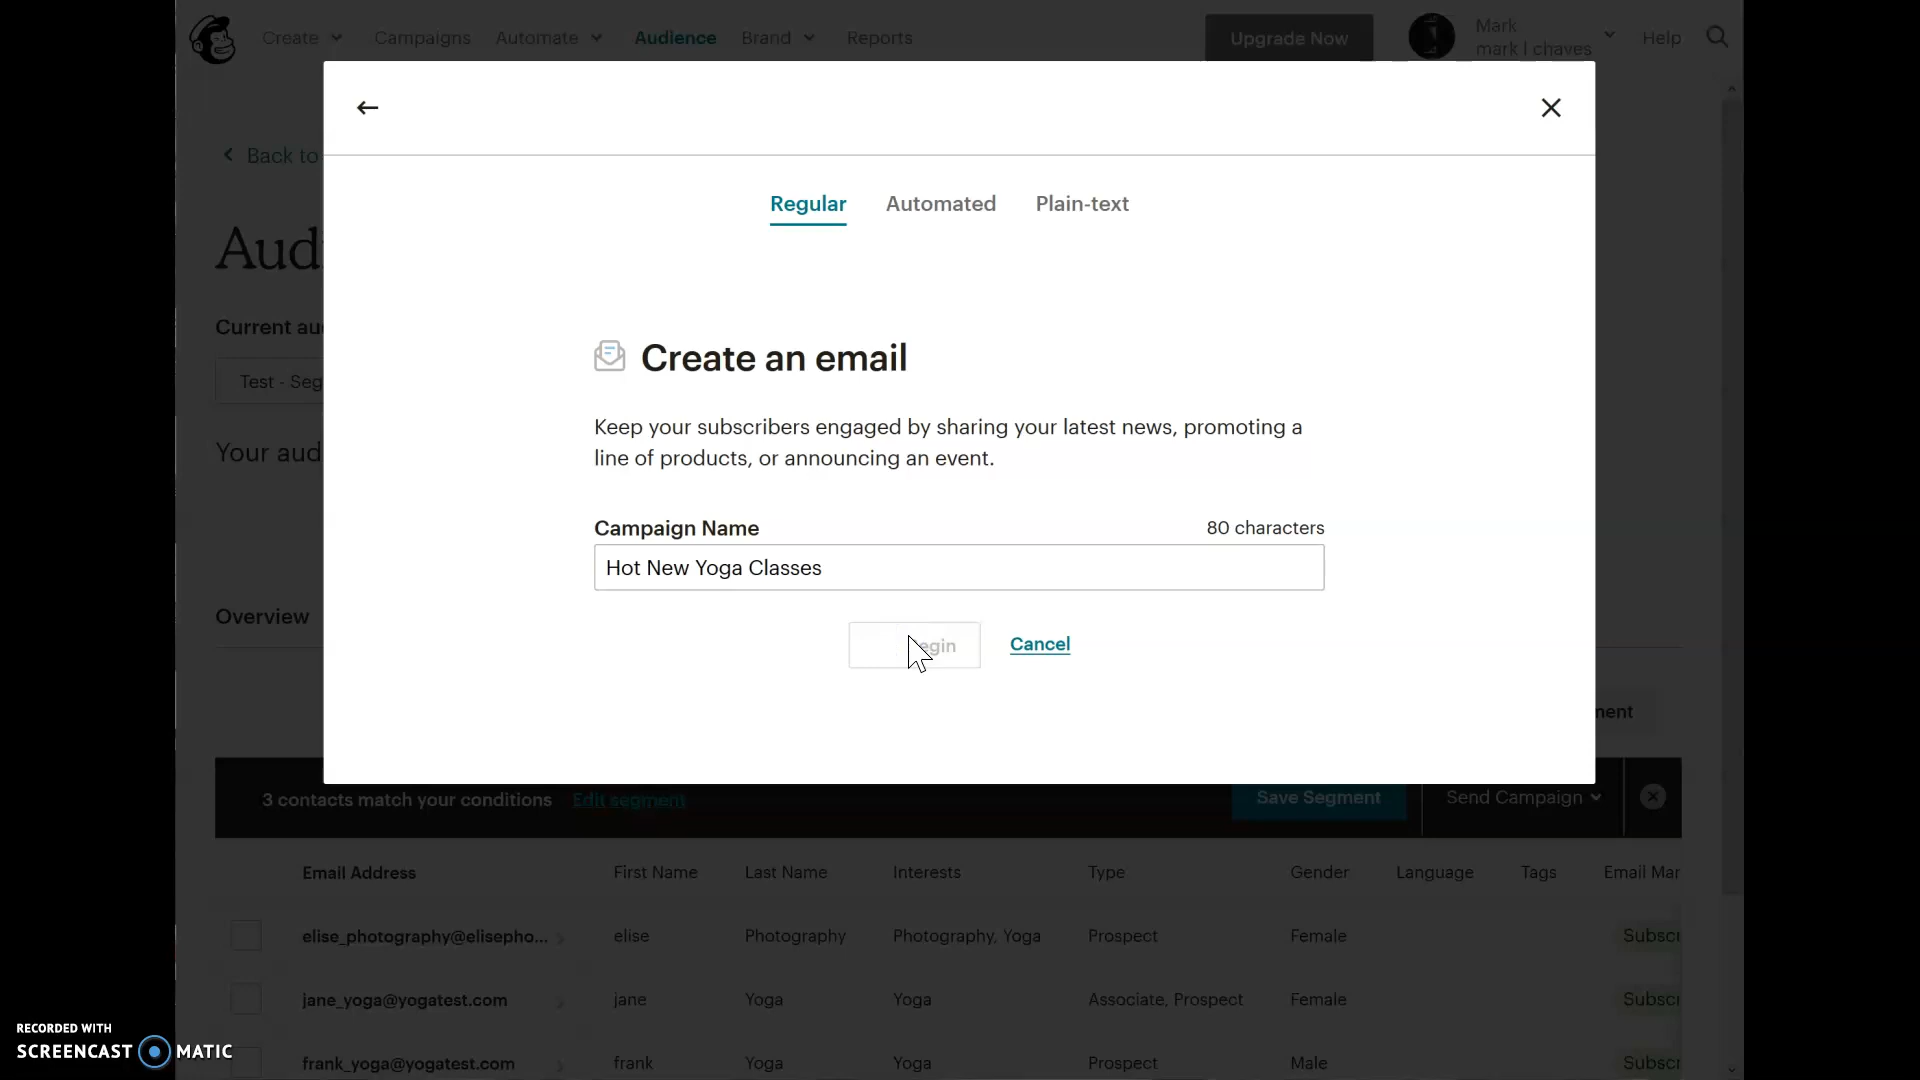 Create Campaigns Automate Audience Brand Reports Upgrade Now Mark Help
mark l chaves
Back to
Regular Automated Plain-text
Aud
Current au
Create an email
Test - Seg
Keep your subscribers engaged by sharing your latest news, promoting a
line of products, or announcing an event.
Your aud
Campaign Name 80 characters
Hot New Yoga Classes
Overview
egin Cancel
ment
3 contacts match your conditions Edit segment Save Segment Send Campaign
Email Address First Name Last Name Interests Type Gender Language Tags Email Mar
elise_photography@elisepho... elise Photography Photography, Yoga Prospect Female Subscr
jane_yoga@yogatest.com jane Yoga Yoga Associate, Prospect Female Subscr
frank_yoga@yogatest.com frank Yoga Yoga Prospect Male Subscr
RECORDED WITH
SCREENCAST MATIC